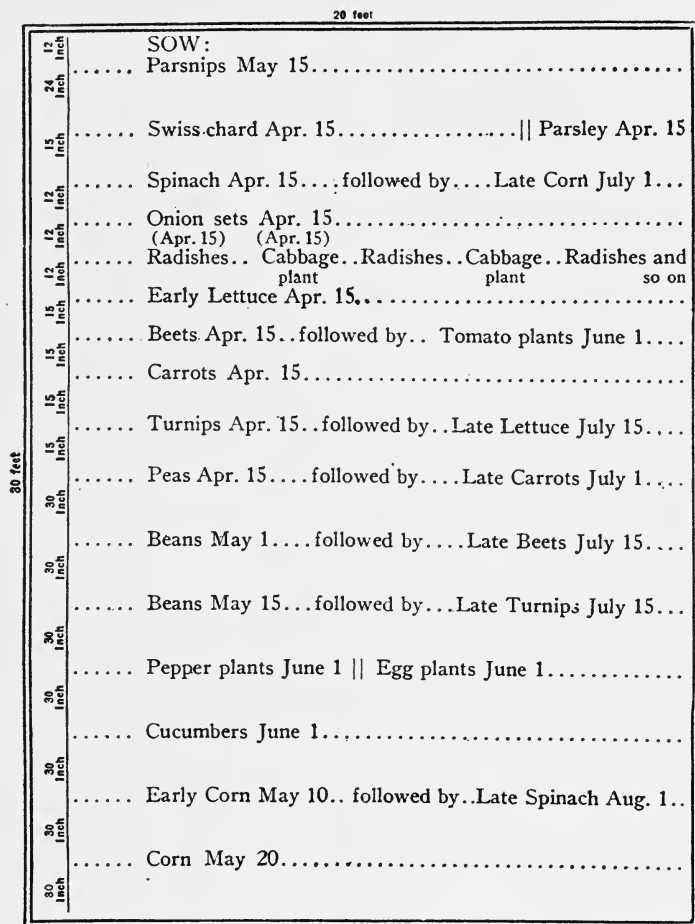 20 feet
30 feet
12 Inch
SOW:
...... Parsnips May 15..................................
24 Inch
...... Swiss chard Apr. 15.................|| Parsley Apr. 15
15 Inch
...... Spinach Apr. 15....followed by....Late Corn July 1...
12 Inch
...... Onion sets Apr. 15..................................
12 Inch
(Apr. 15) (Apr. 15)
...... Radishes.. Cabbage..Radishes..Cabbage..Radishes and
plant plant so on
12 Inch
...... Early Lettuce Apr. 15..............................
15 Inch
...... Beets Apr. 15..followed by.. Tomato plants June 1....
15 Inch
...... Carrots Apr. 15..................................
15 Inch
...... Turnips Apr. 15..followed by..Late Lettuce July 15....
15 Inch
...... Peas Apr. 15....followed by....Late Carrots July 1....
30 Inch
...... Beans May 1....followed by....Late Beets July 15....
30 Inch
...... Beans May 15...followed by...Late Turnips July 15...
30 Inch
...... Pepper plants June 1 || Egg plants June 1.............
30 Inch
...... Cucumbers June 1..................................
30 Inch
...... Early Corn May 10.. followed by..Late Spinach Aug. 1..
30 Inch
...... Corn May 20..................................
30 Inch